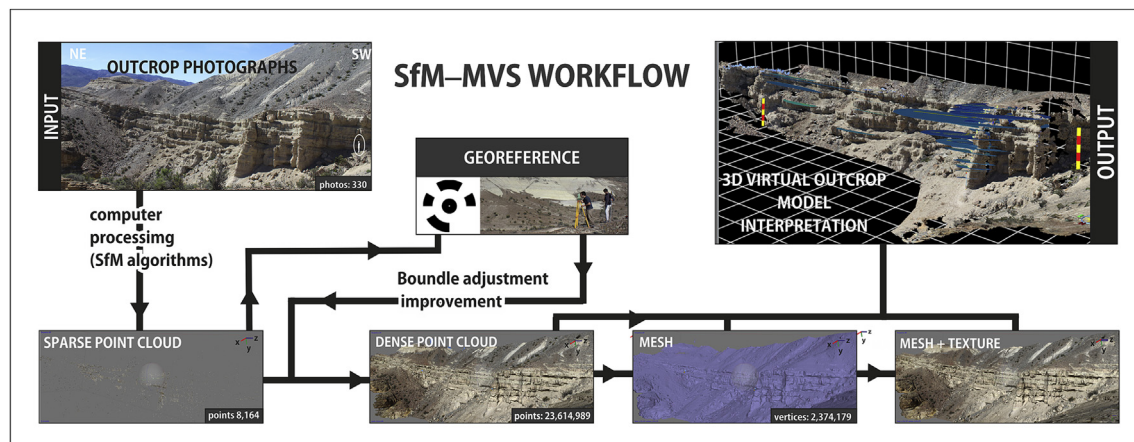 SfM–MVS WORKFLOW
INPUT
NE
SW
OUTCROP PHOTOGRAPHS
photos: 330
computer
processimg
(SfM algorithms)
GEOREFERENCE
Boundle adjustment
improvement
3D VIRTUAL OUTCROP
MODEL
INTERPRETATION
OUTPUT
SPARSE POINT CLOUD
x z
y
points 8,164
DENSE POINT CLOUD
x z
y
points: 23,614,989
MESH
x z
y
vertices: 2,374,179
MESH + TEXTURE
x z
y